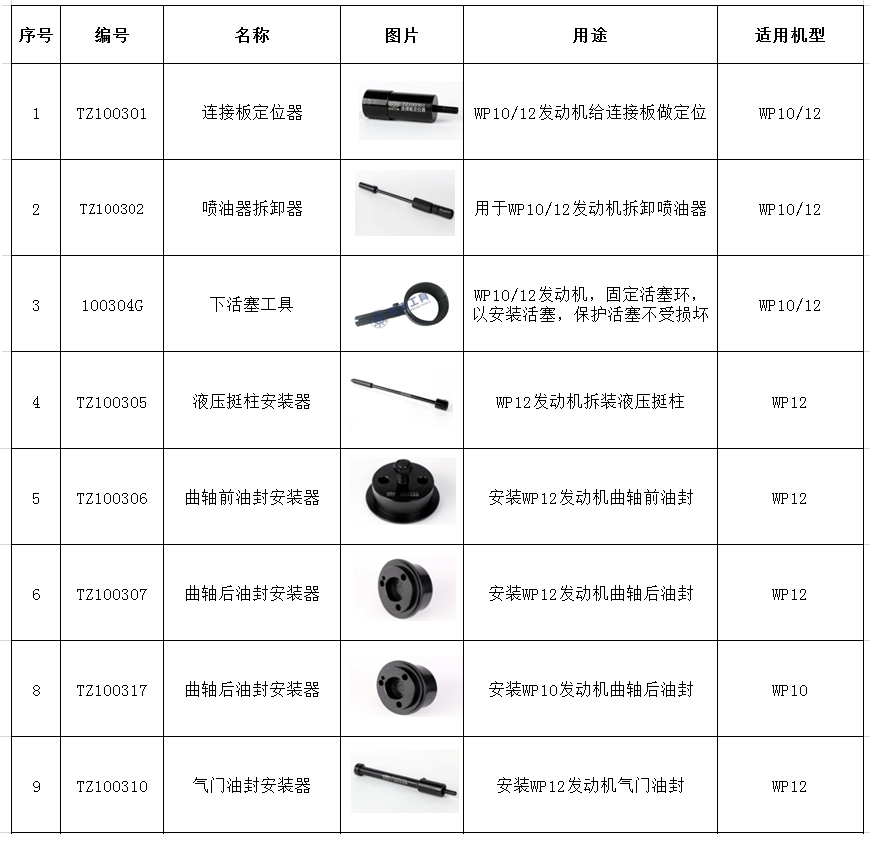 序号 编号 名称 图片 用途 适用机型
1 TZ100301 连接板定位器 TZ100301 连接板定位器 WP10/12发动机给连接板做定位 WP10/12
2 TZ100302 喷油器拆卸器 用于WP10/12发动机拆卸喷油器 WP10/12
3 100304G 下活塞工具 工具 WP10/12发动机，固定活塞环，
以安装活塞，保护活塞不受损坏 WP10/12
4 TZ100305 液压挺柱安装器 WP12发动机拆装液压挺柱 WP12
5 TZ100306 曲轴前油封安装器 安装WP12发动机曲轴前油封 WP12
6 TZ100307 曲轴后油封安装器 安装WP12发动机曲轴后油封 WP12
8 TZ100317 曲轴后油封安装器 安装WP10发动机曲轴后油封 WP10
9 TZ100310 气门油封安装器 安装WP12发动机气门油封 WP12